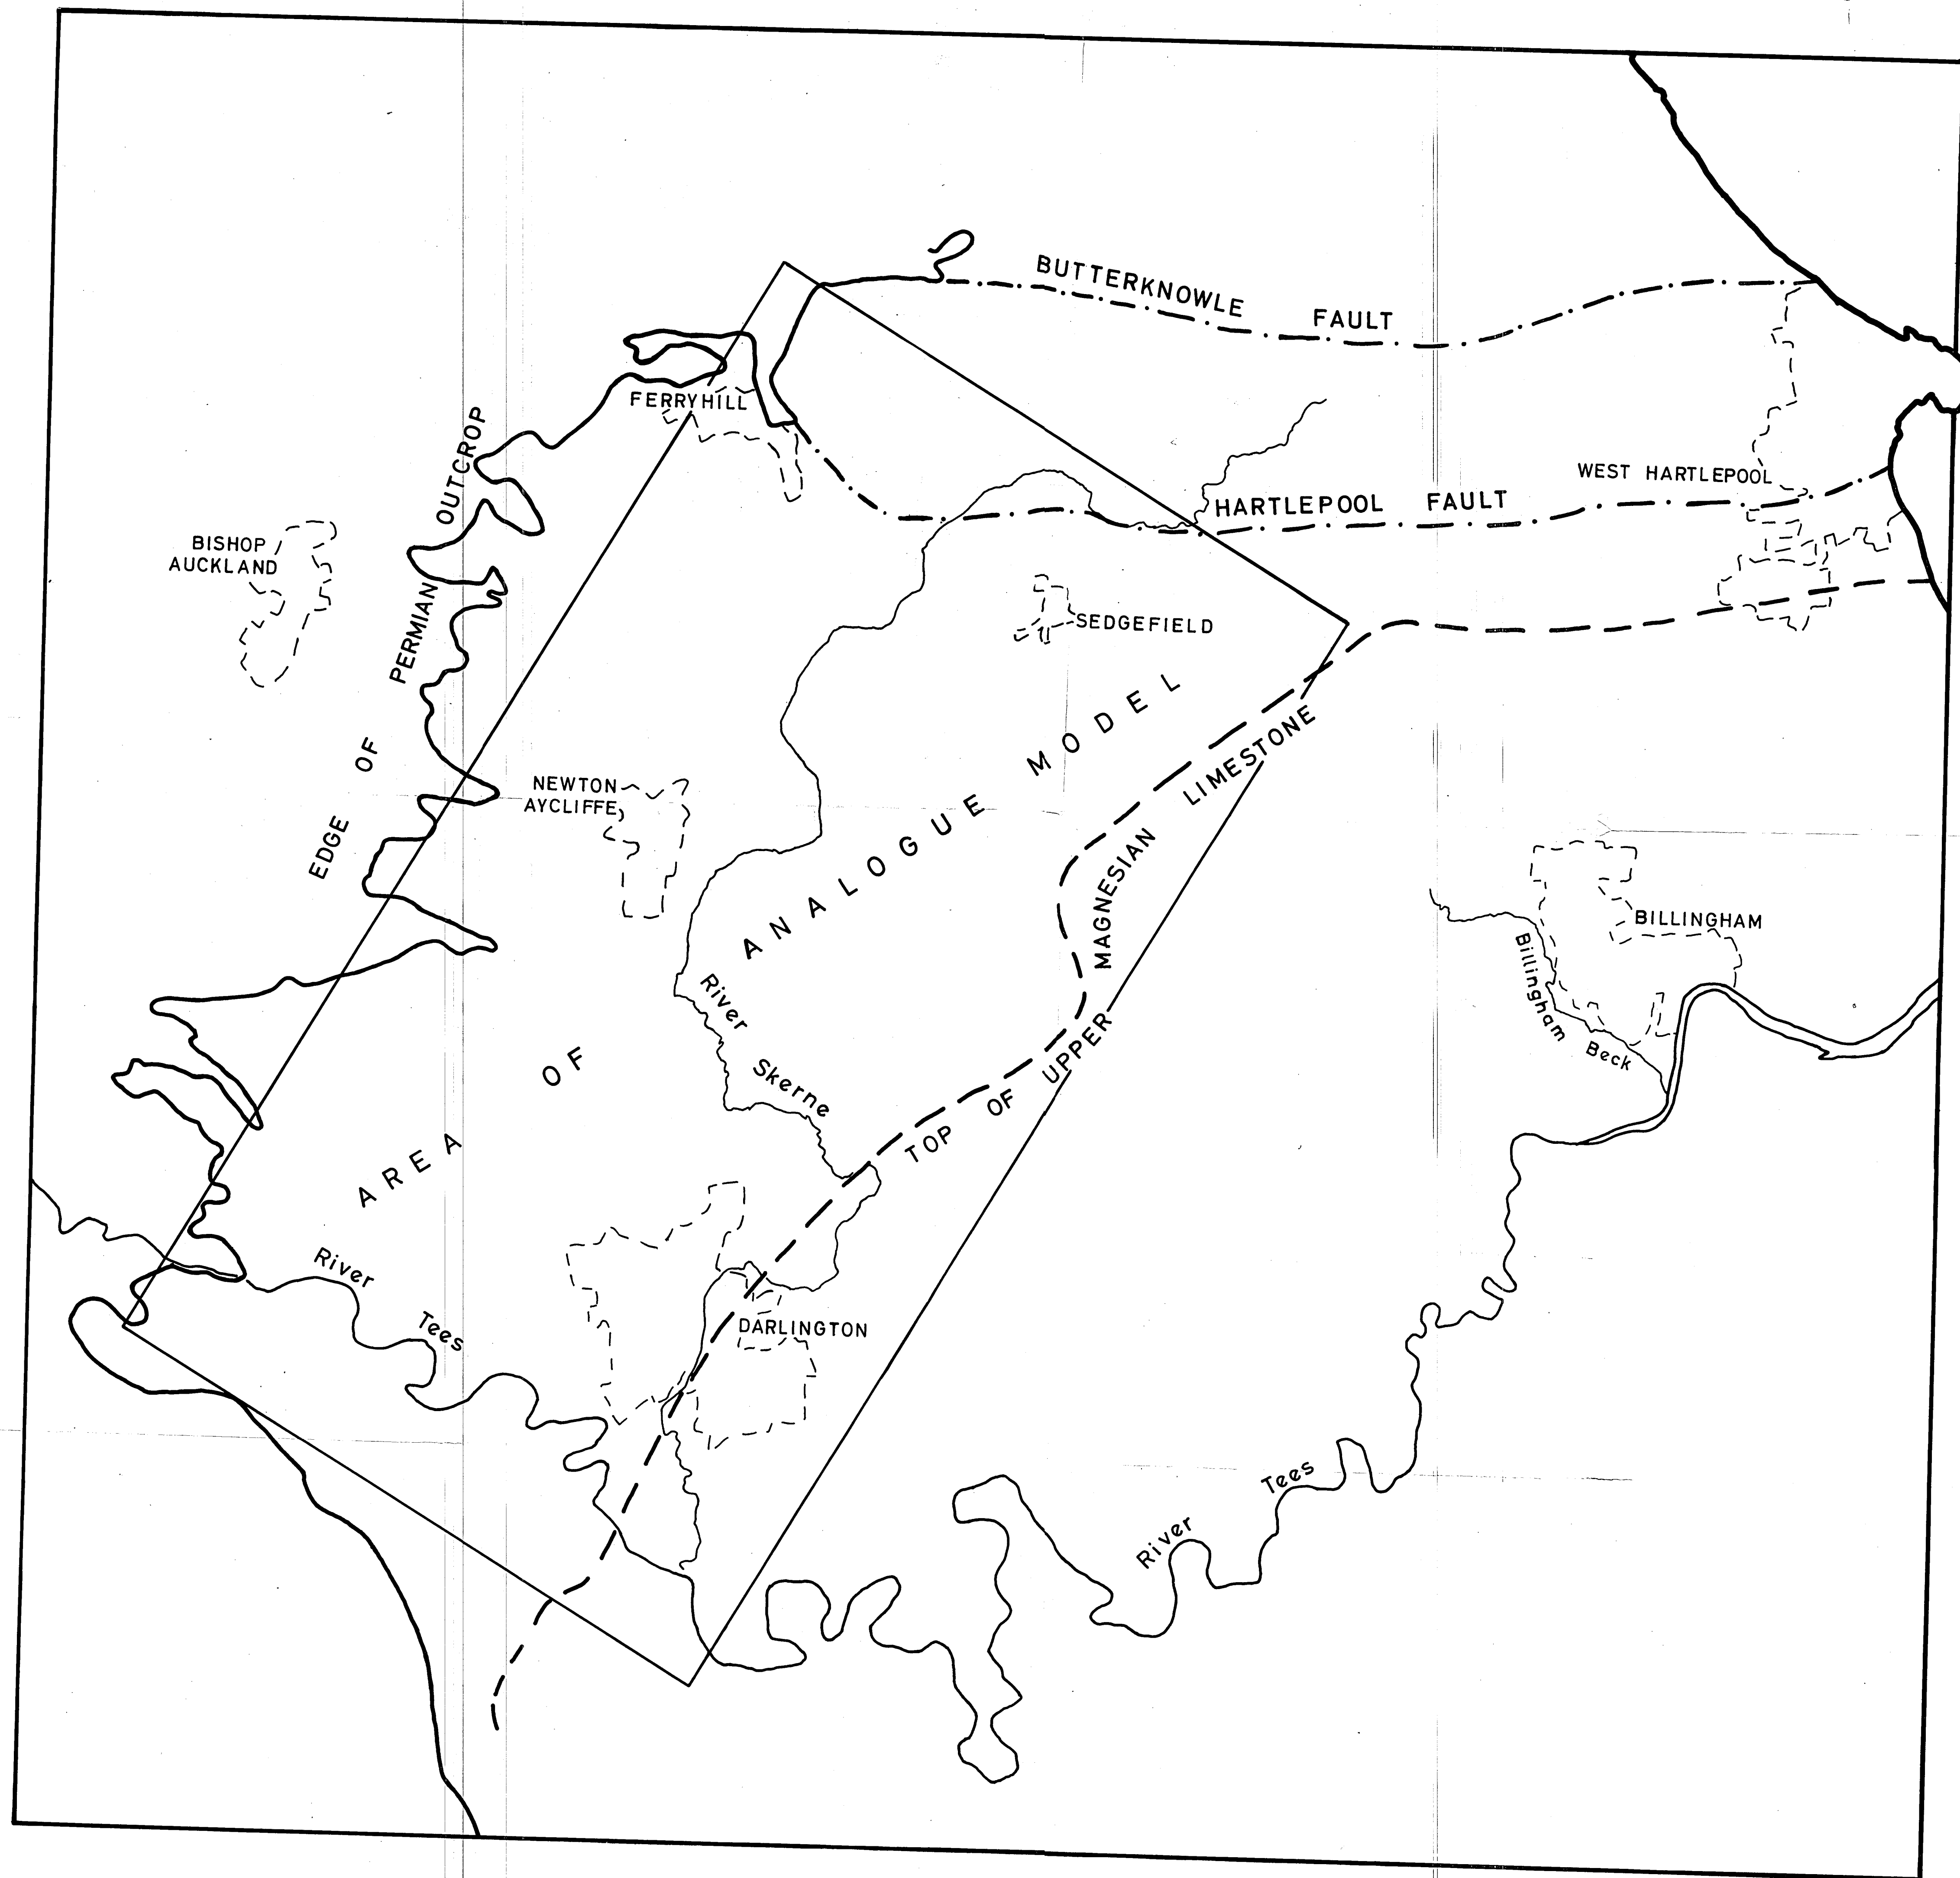 BUTTERKNOWLE FAULT
FERRYHILL
EDGE OF PERMIAN OUTCROP
HARTLEPOOL FAULT
WEST HARTLEPOOL
BISHOP
AUCKLAND
SEDGEFIELD
NEWTON
AYCLIFFE
AREA OF ANALOGUE MODEL
TOP OF UPPER MAGNESIAN LIMESTONE
BILLINGHAM
Billingham Beck
River Skerne
River Tees
DARLINGTON
River Tees